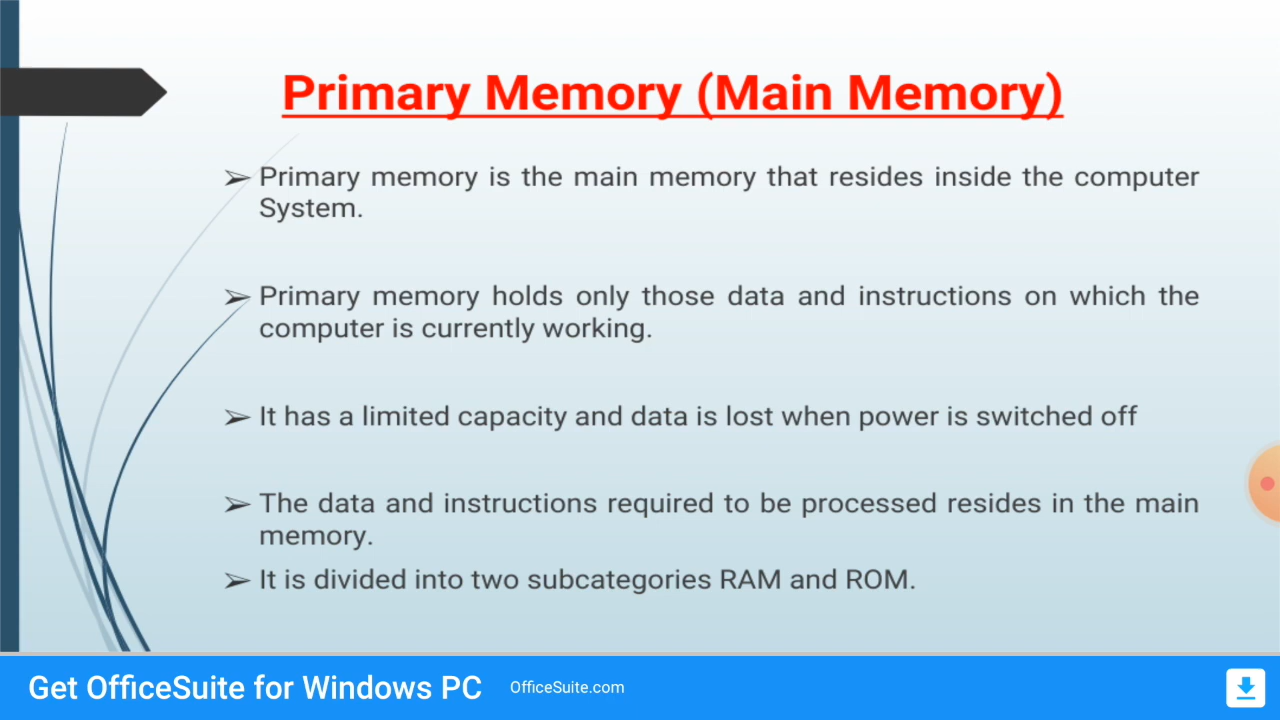 Primary Memory (Main Memory)
➢ Primary memory is the main memory that resides inside the computer
System.
➢ Primary memory holds only those data and instructions on which the
computer is currently working.
➢ It has a limited capacity and data is lost when power is switched off
➢ The data and instructions required to be processed resides in the main
memory.
➢ It is divided into two subcategories RAM and ROM.
Get OfficeSuite for Windows PC OfficeSuite.com